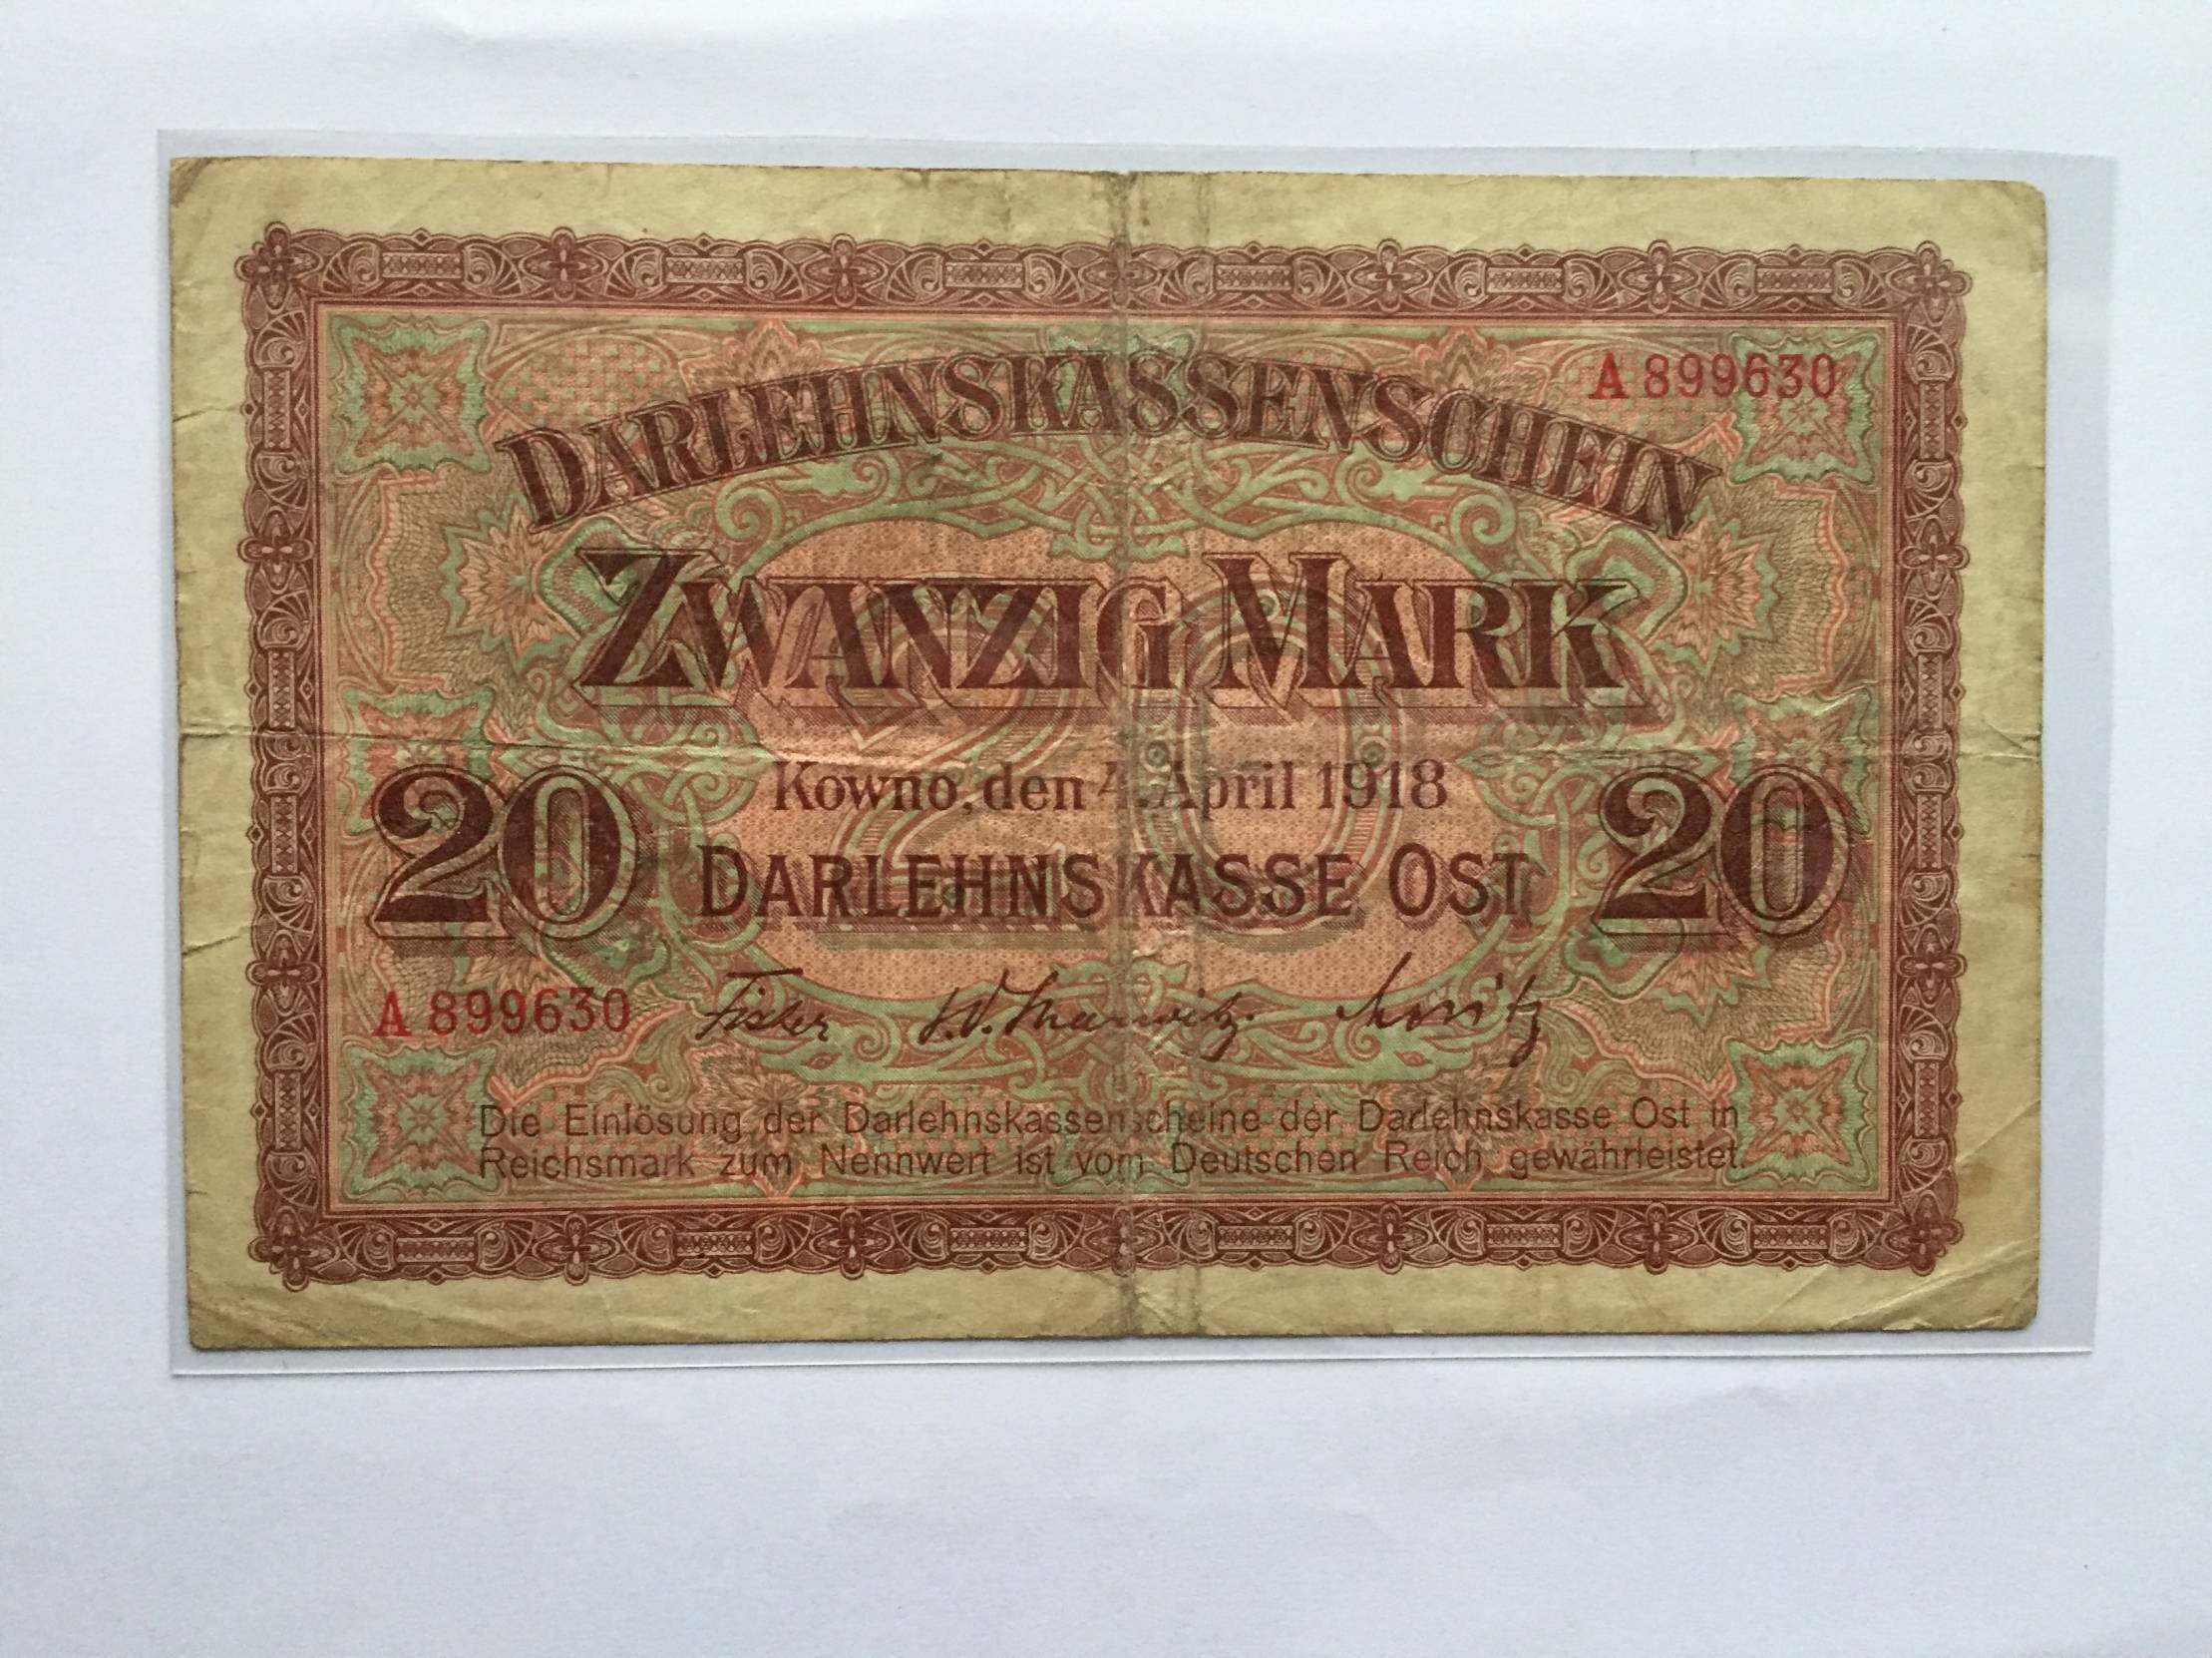 A 899630
DARLEHNSKASSENSCHEIN
ZWANZIG MARK
20
Kowno, den 4. April 1918
20
DARLEHNSKASSE OST
20
A 899630
Die Einlösung der Darlehnskassenscheine der Darlehnskasse Ost in
Reichsmark zum Nennwert ist vom Deutschen Reich gewährleistet.